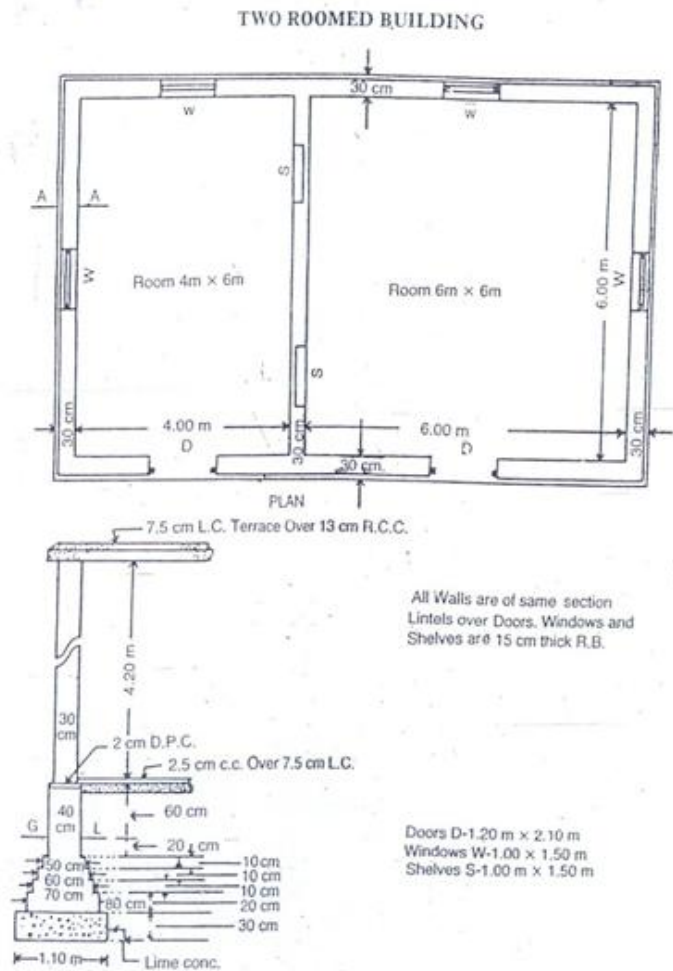 TWO ROOMED BUILDING
30 cm
W
W
S
A A
W
Room 4m × 6m
Room 6m × 6m
6.00 m
W
S
30 cm
4.00 m
30 cm
6.00 m
30 cm
D
30 cm.
D
PLAN
7.5 cm L.C. Terrace Over 13 cm R.C.C.
All Walls are of same section
Lintels over Doors, Windows and
Shelves are 15 cm thick R.B.
4.20 m
30
cm
2 cm D.P.C.
2.5 cm c.c. Over 7.5 cm L.C.
40
cm
60 cm
G L
20 cm
Doors D-1.20 m × 2.10 m
Windows W-1.00 × 1.50 m
Shelves S-1.00 m × 1.50 m
50 cm
10 cm
60 cm
10 cm
70 cm
10 cm
80 cm
20 cm
30 cm
1.10 m
Lime conc.